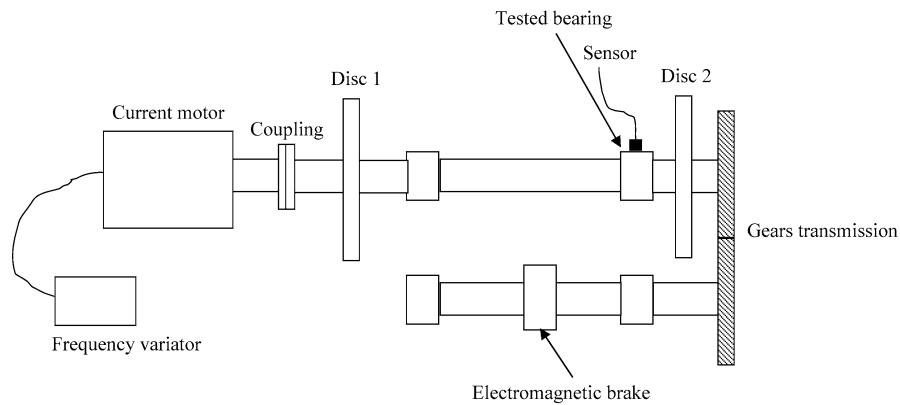 Tested bearing
Sensor
Disc 1
Disc 2
Current motor
Coupling
Gears transmission
Frequency variator
Electromagnetic brake